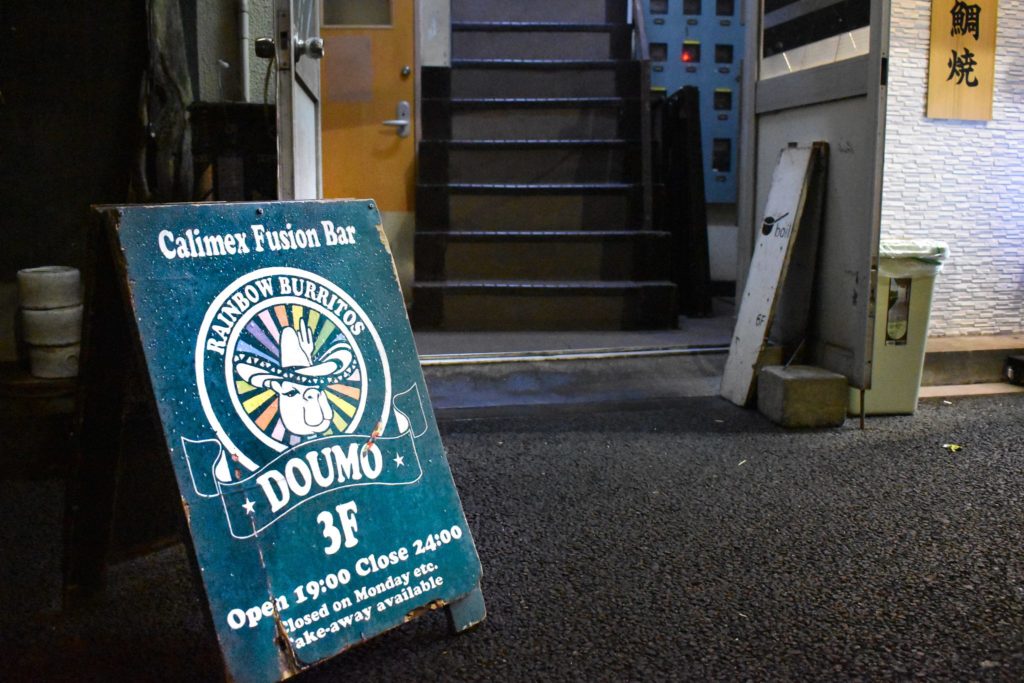 Calimex Fusion Bar
RAINBOW BURRITOS
DOUMO
3F
Open 19:00 Close 24:00
Closed on Monday etc.
Take-away available
鯛焼
boil
6F